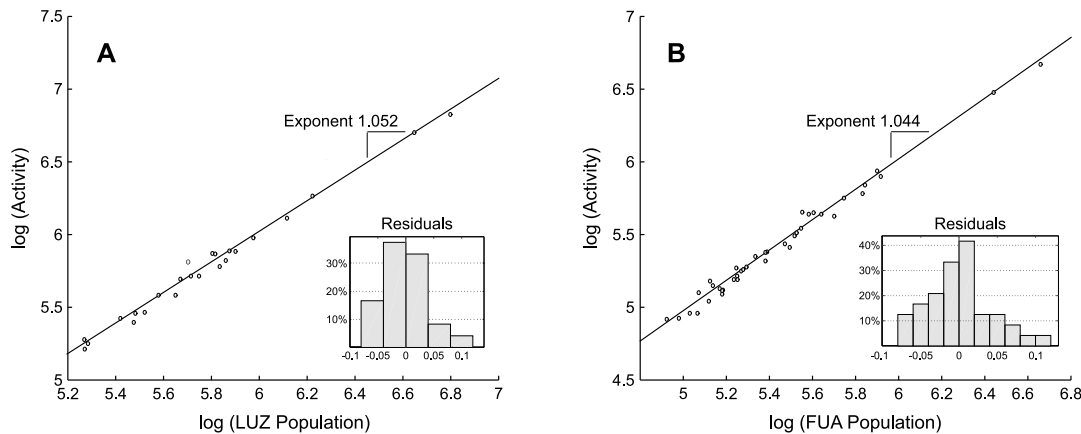 A
log (Activity)
7.5
7
6.5
6
5.5
5
Exponent 1.052
Residuals
30%
20%
10%
-0.1 -0,05 0 0,05 0.1
5.2 5.4 5.6 5.8 6 6.2 6.4 6.6 6.8 7
log (LUZ Population)
B
log (Activity)
7
6.5
6
5.5
5
4.5
Exponent 1.044
Residuals
40%
30%
20%
10%
-0.1 -0,05 0 0,05 0.1
5 5.2 5.4 5.6 5.8 6 6.2 6.4 6.6 6.8
log (FUA Population)